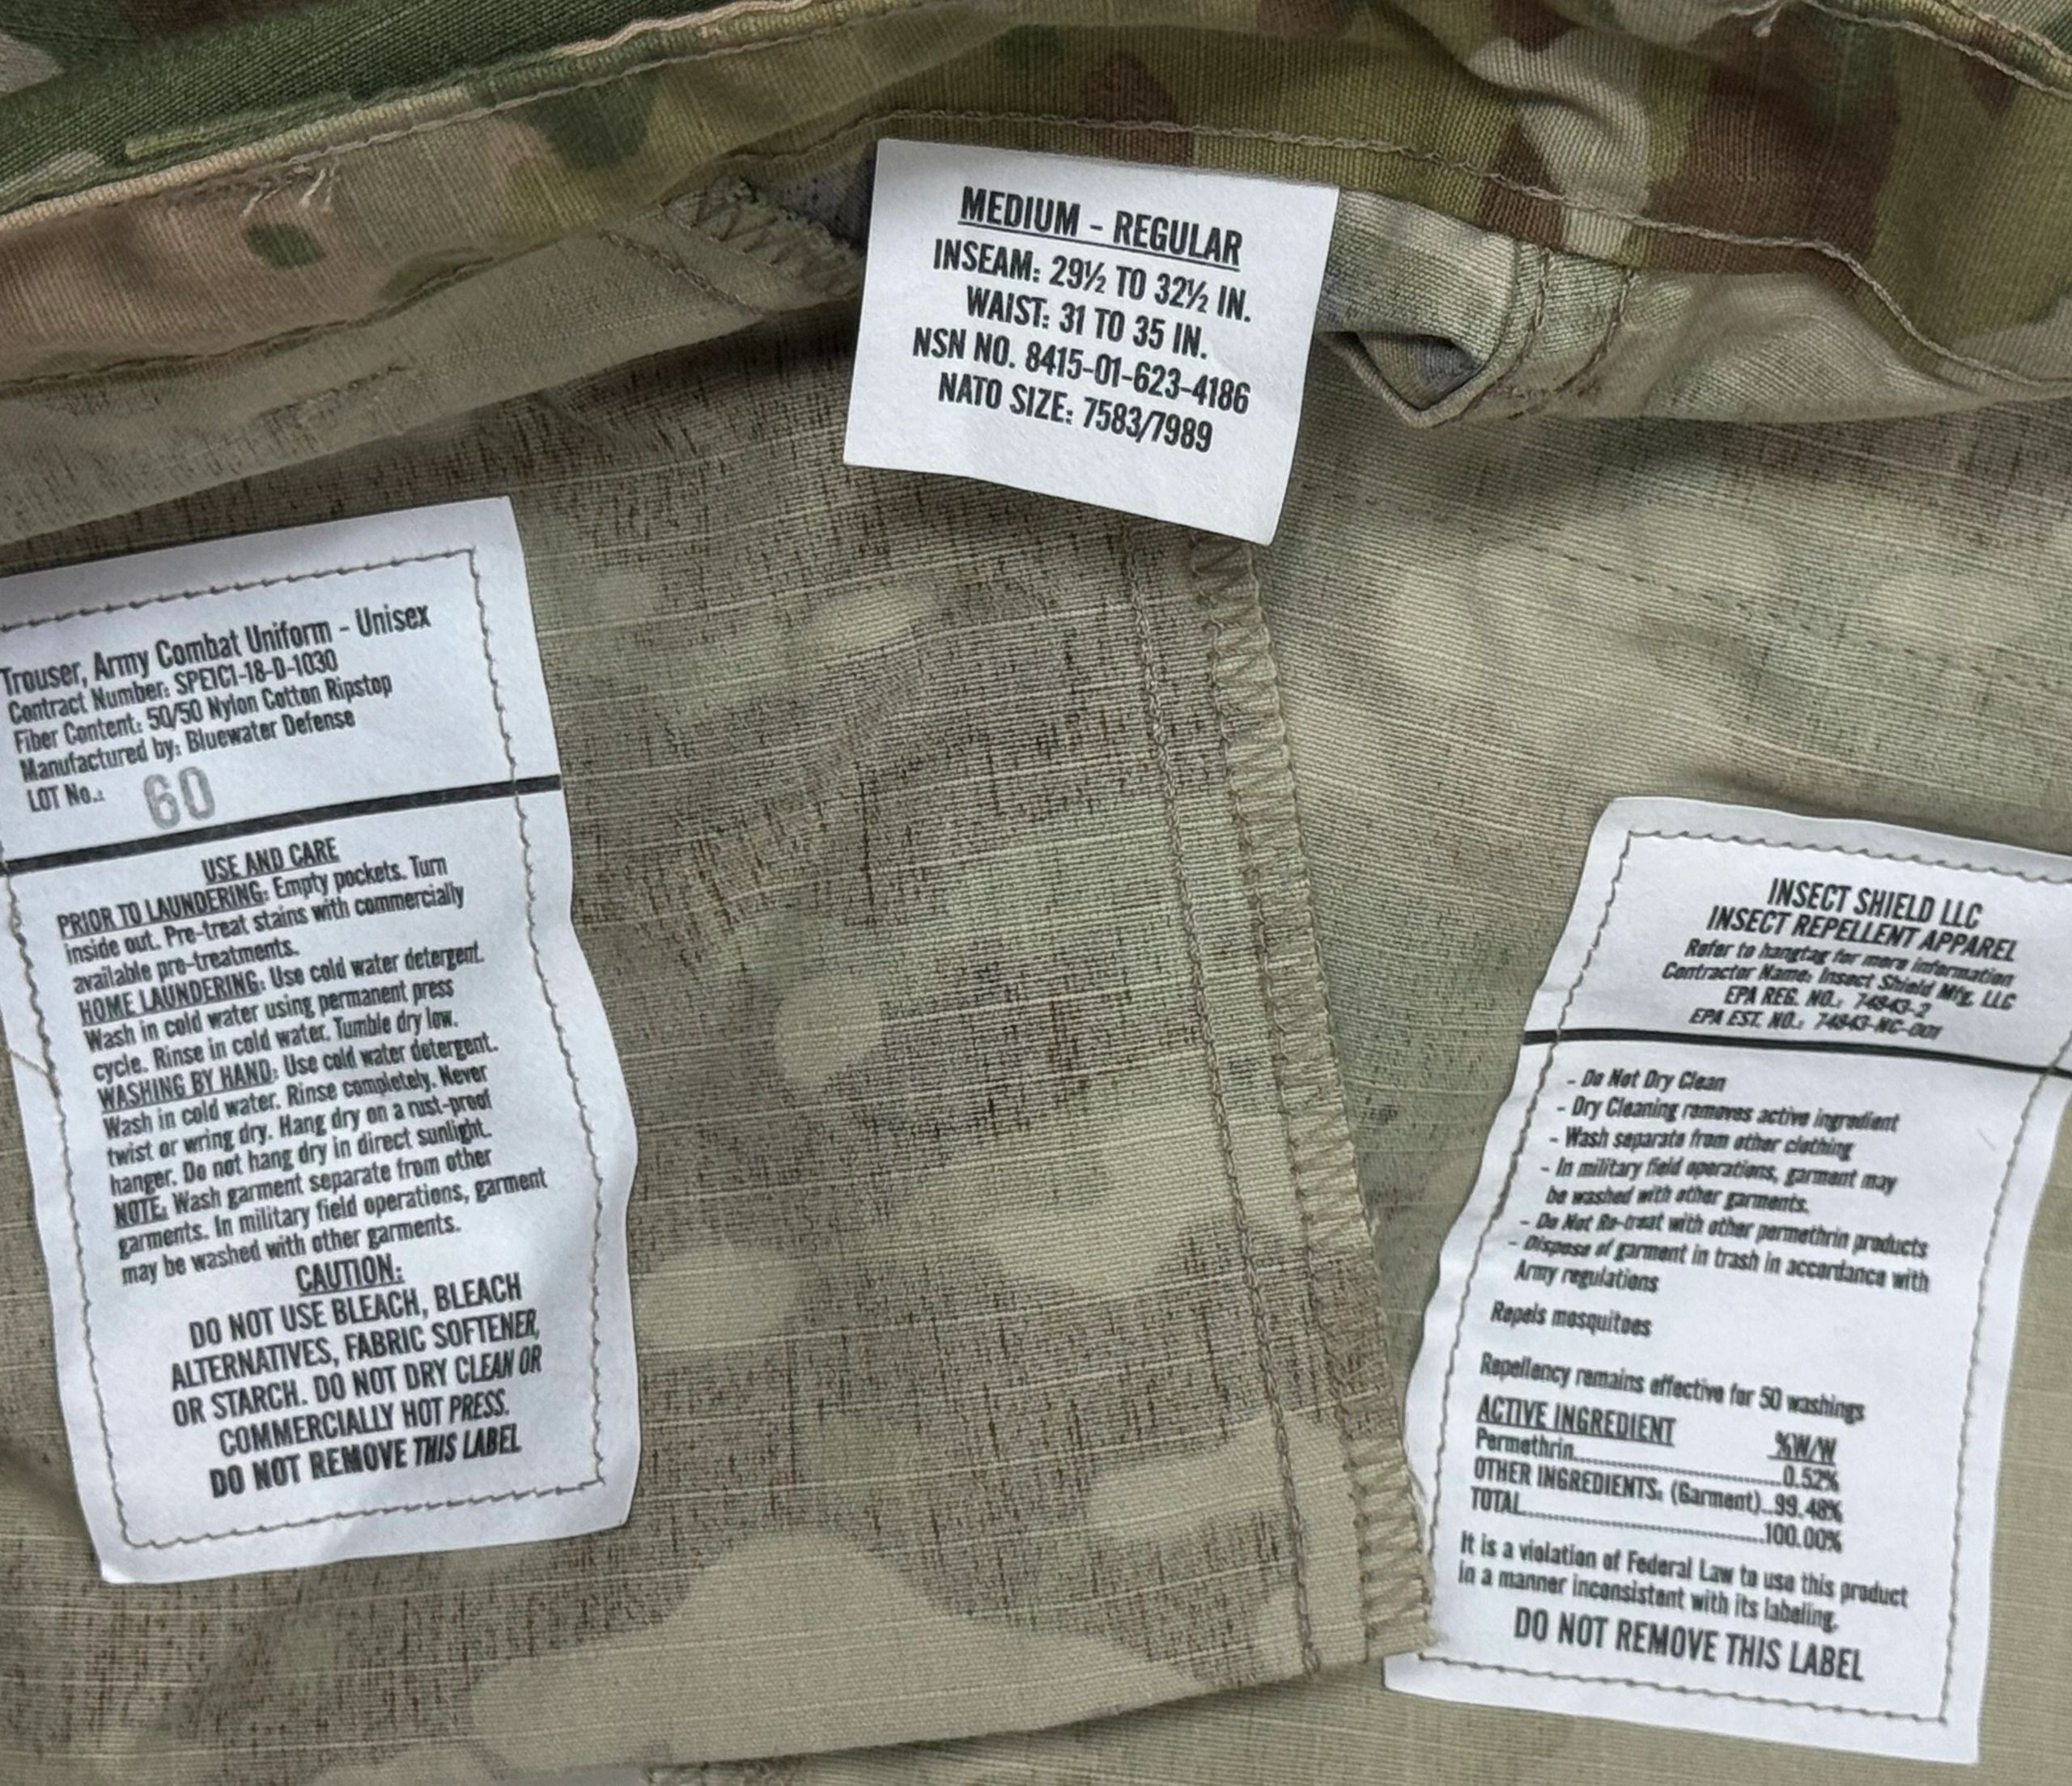 MEDIUM - REGULAR
INSEAM: 29½ TO 32½ IN.
WAIST: 31 TO 35 IN.
NSN NO. 8415-01-623-4186
NATO SIZE: 7583/7989
Trouser, Army Combat Uniform - Unisex
Contract Number: SPE1C1-18-D-1030
Fiber Content: 50/50 Nylon Cotton Ripstop
Manufactured by: Bluewater Defense
LOT No.: 60
USE AND CARE
PRIOR TO LAUNDERING: Empty pockets. Turn
inside out. Pre-treat stains with commercially
available pre-treatments.
HOME LAUNDERING: Use cold water detergent.
Wash in cold water using permanent press
cycle. Rinse in cold water. Tumble dry low.
WASHING BY HAND: Use cold water detergent.
Wash in cold water. Rinse completely. Never
twist or wring dry. Hang dry on a rust-proof
hanger. Do not hang dry in direct sunlight.
NOTE: Wash garment separate from other
garments. In military field operations, garment
may be washed with other garments.
CAUTION:
DO NOT USE BLEACH, BLEACH
ALTERNATIVES, FABRIC SOFTENER,
OR STARCH. DO NOT DRY CLEAN OR
COMMERCIALLY HOT PRESS.
DO NOT REMOVE THIS LABEL
INSECT SHIELD LLC
INSECT REPELLENT APPAREL
Refer to hangtag for more information
Contractor Name: Insect Shield Mfg. LLC
EPA REG. NO.: 74843-2
EPA EST. NO.: 74843-NC-001
- Do Not Dry Clean
- Dry Cleaning removes active ingredient
- Wash separate from other clothing
- In military field operations, garment may
be washed with other garments.
- Do Not Re-treat with other permethrin products
- Dispose of garment in trash in accordance with
Army regulations
Repels mosquitoes
Repellency remains effective for 50 washings
ACTIVE INGREDIENT %W/W
Permethrin..............................0.52%
OTHER INGREDIENTS: (Garment)..99.48%
TOTAL.....................................100.00%
It is a violation of Federal Law to use this product
in a manner inconsistent with its labeling.
DO NOT REMOVE THIS LABEL